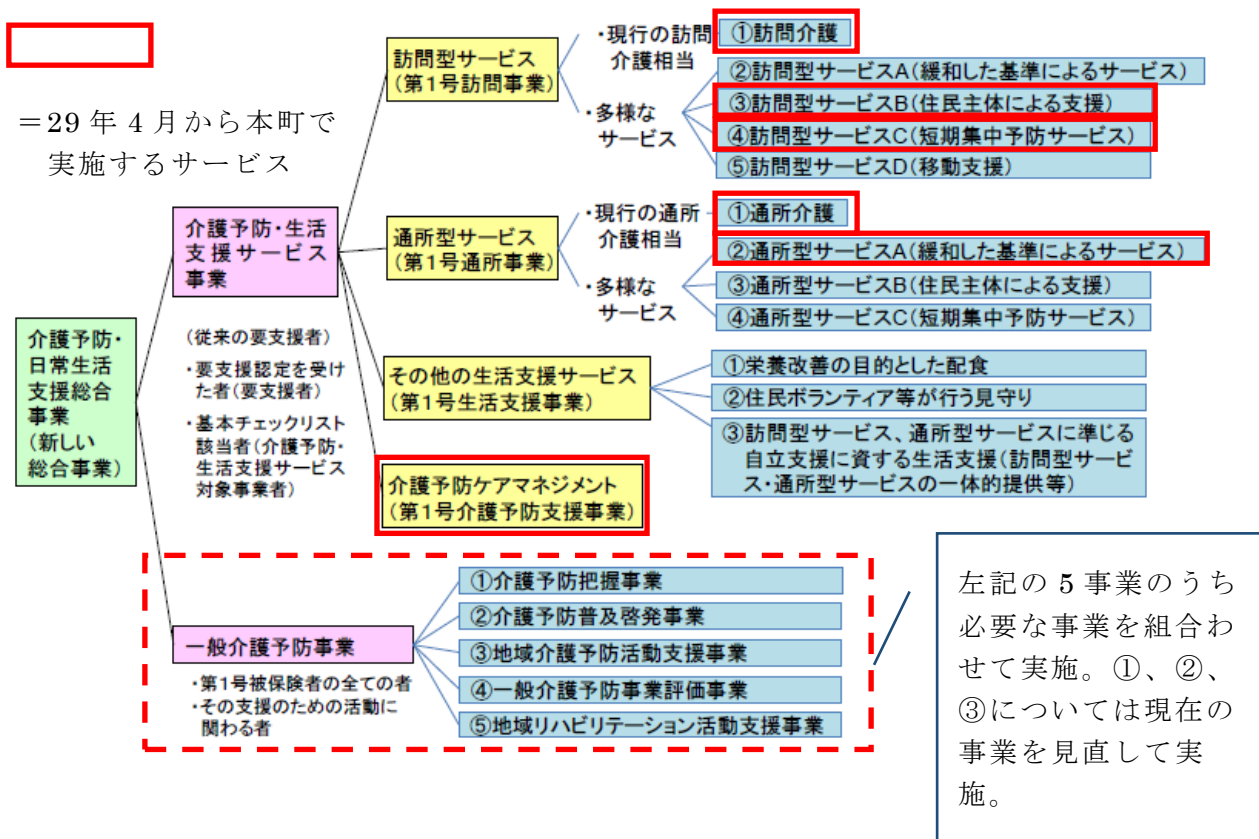 ＝29 年 4 月から本町で
実施するサービス
介護予防・
日常生活
支援総合
事業
（新しい
総合事業）
介護予防・生活
支援サービス
事業
（従来の要支援者）
・要支援認定を受け
た者（要支援者）
・基本チェックリスト
該当者（介護予防・
生活支援サービス
対象事業者）
訪問型サービス
（第1号訪問事業）
・現行の訪問
介護相当
①訪問介護
・多様な
サービス
②訪問型サービスA（緩和した基準によるサービス）
③訪問型サービスB（住民主体による支援）
④訪問型サービスC（短期集中予防サービス）
⑤訪問型サービスD（移動支援）
通所型サービス
（第1号通所事業）
・現行の通所
介護相当
①通所介護
・多様な
サービス
②通所型サービスA（緩和した基準によるサービス）
③通所型サービスB（住民主体による支援）
④通所型サービスC（短期集中予防サービス）
その他の生活支援サービス
（第1号生活支援事業）
①栄養改善の目的とした配食
②住民ボランティア等が行う見守り
③訪問型サービス、通所型サービスに準じる
自立支援に資する生活支援（訪問型サービ
ス・通所型サービスの一体的提供等）
介護予防ケアマネジメント
（第1号介護予防支援事業）
一般介護予防事業
・第1号被保険者の全ての者
・その支援のための活動に
関わる者
①介護予防把握事業
②介護予防普及啓発事業
③地域介護予防活動支援事業
④一般介護予防事業評価事業
⑤地域リハビリテーション活動支援事業
左記の 5 事業のうち
必要な事業を組合わ
せて実施。①、②、
③については現在の
事業を見直して実
施。